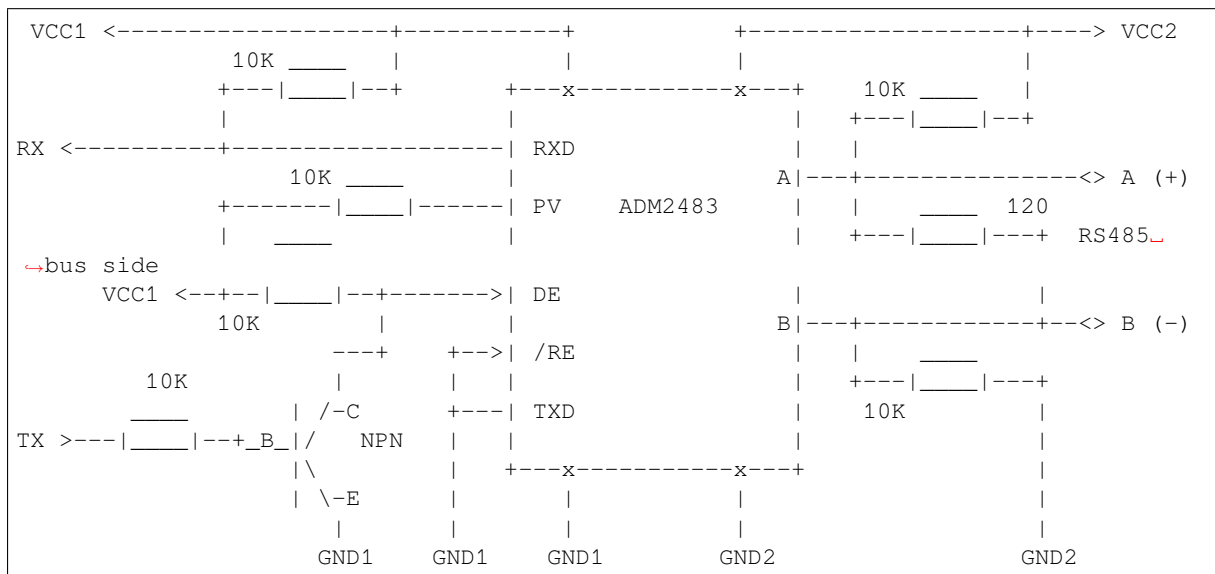 VCC1 <--------------------+-----------+           +-------------------+----> VCC2
10K ____ | | | |
+---|____|--+ +---x-----------x---+ 10K ____ |
| | | +---|____|--+
RX <----------+-------------------| RXD | |
10K ____ | A|---+---------------<> A (+)
+-------|____|------| PV ADM2483 | | ____ 120
| ____ | | +---|____|---+ RS485␣
↪bus side
VCC1 <--+--|____|--+------->| DE | |
10K | | B|---+------------+--<> B (-)
---+ +-->| /RE | | ____ |
10K | | | | +---|____|---+
____ | /-C +---| TXD | 10K |
TX >---|____|--+_B_|/ NPN | | | |
|\ | +---x-----------x---+ |
| \-E | | | |
| | | | |
GND1 GND1 GND1 GND2 GND2